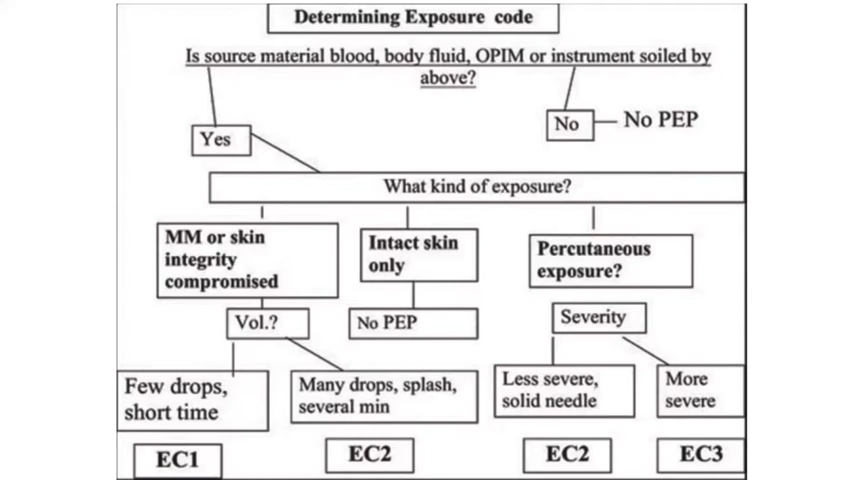 Determining Exposure code
Is source material blood, body fluid, OPIM or instrument soiled by
above?
Yes
No
No PEP
What kind of exposure?
MM or skin
integrity
compromised
Intact skin
only
Percutaneous
exposure?
Vol.?
No PEP
Severity
Few drops,
short time
Many drops, splash,
several min
Less severe,
solid needle
More
severe
EC1
EC2
EC2
EC3